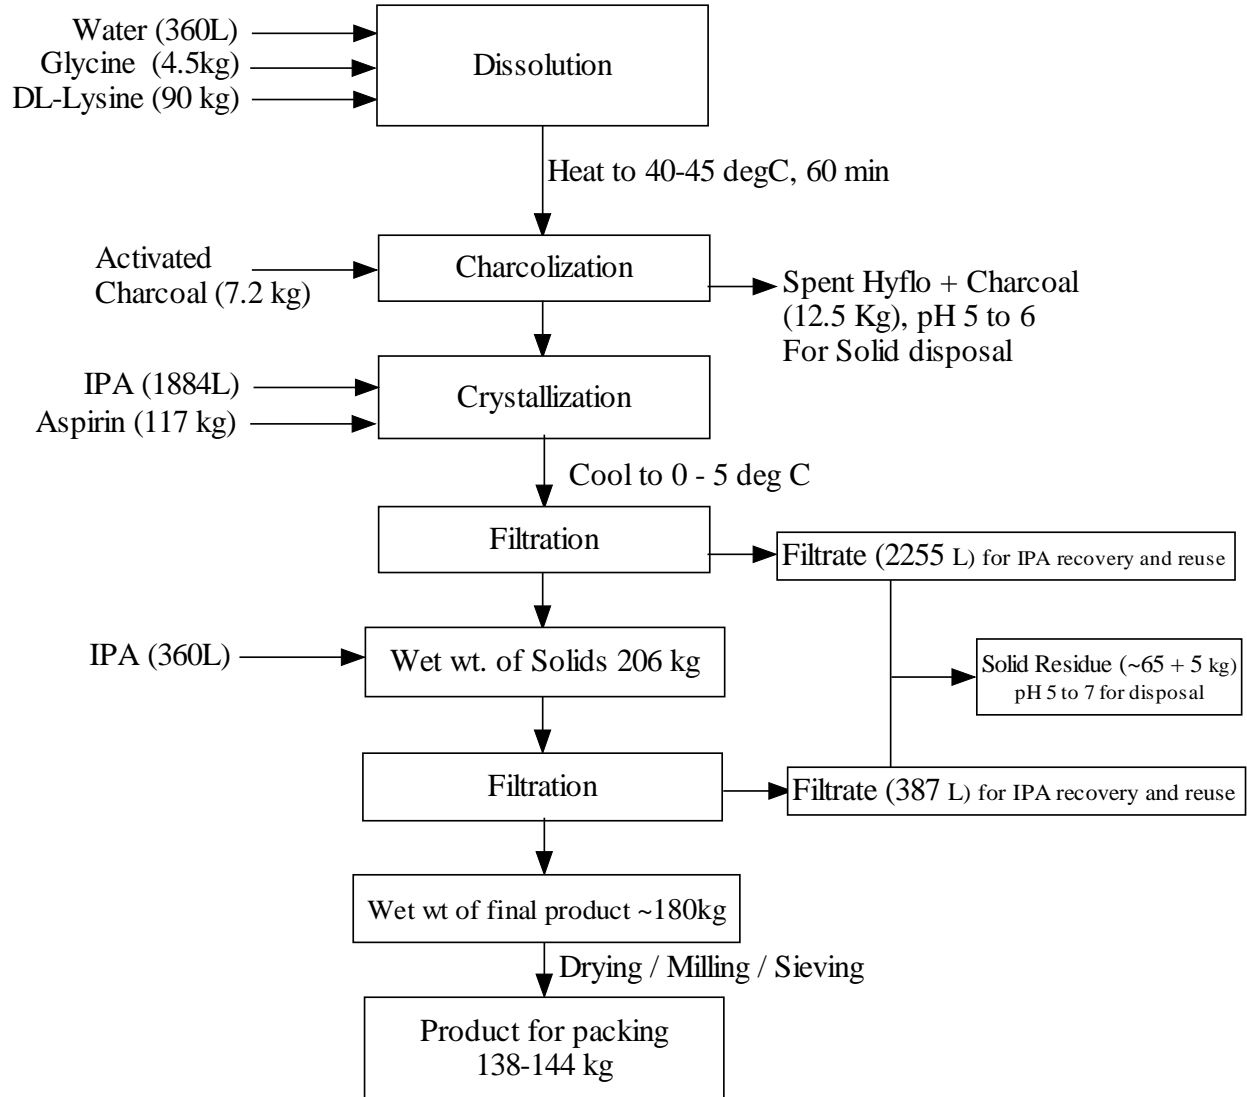 Water (360L)
Glycine  (4.5kg)
DL-Lysine (90 kg)
Dissolution
Heat to 40-45 degC, 60 min
Activated
Charcoal (7.2 kg)
Charcolization
Spent Hyflo + Charcoal
(12.5 Kg), pH 5 to 6
For Solid disposal
IPA (1884L)
Aspirin (117 kg)
Crystallization
Cool to 0 - 5 deg C
Filtration
Filtrate (2255 L) for IPA recovery and reuse
IPA (360L)
Wet wt. of Solids 206 kg
Solid Residue (~65 + 5 kg)
pH 5 to 7 for disposal
Filtration
Filtrate (387 L) for IPA recovery and reuse
Wet wt of final product ~180kg
Drying / Milling / Sieving
Product for packing
138-144 kg